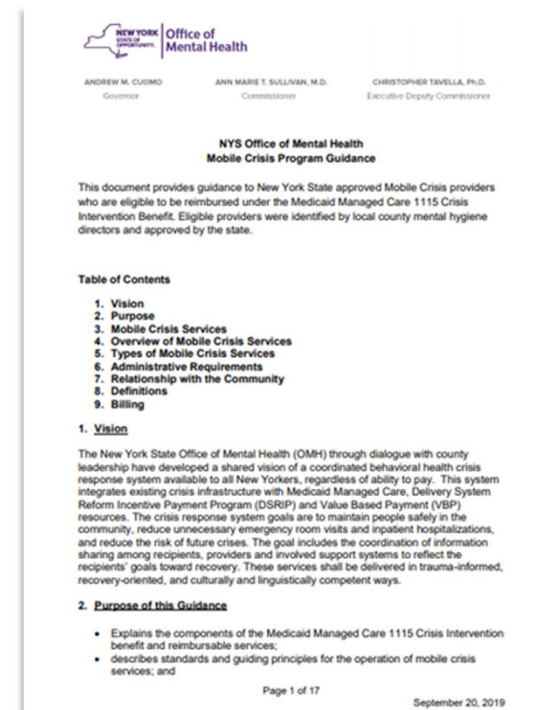 NEW YORK
STATE OF
OPPORTUNITY.
Office of
Mental Health
ANDREW M. CUOMO
Governor
ANN MARIE T. SULLIVAN, M.D.
Commissioner
CHRISTOPHER TAVELLA, Ph.D.
Executive Deputy Commissioner
NYS Office of Mental Health
Mobile Crisis Program Guidance
This document provides guidance to New York State approved Mobile Crisis providers
who are eligible to be reimbursed under the Medicaid Managed Care 1115 Crisis
Intervention Benefit. Eligible providers were identified by local county mental hygiene
directors and approved by the state.
Table of Contents
1. Vision
2. Purpose
3. Mobile Crisis Services
4. Overview of Mobile Crisis Services
5. Types of Mobile Crisis Services
6. Administrative Requirements
7. Relationship with the Community
8. Definitions
9. Billing
1. Vision
The New York State Office of Mental Health (OMH) through dialogue with county
leadership have developed a shared vision of a coordinated behavioral health crisis
response system available to all New Yorkers, regardless of ability to pay. This system
integrates existing crisis infrastructure with Medicaid Managed Care, Delivery System
Reform Incentive Payment Program (DSRIP) and Value Based Payment (VBP)
resources. The crisis response system goals are to maintain people safely in the
community, reduce unnecessary emergency room visits and inpatient hospitalizations,
and reduce the risk of future crises. The goal includes the coordination of information
sharing among recipients, providers and involved support systems to reflect the
recipients' goals toward recovery. These services shall be delivered in trauma-informed,
recovery-oriented, and culturally and linguistically competent ways.
2. Purpose of this Guidance
• Explains the components of the Medicaid Managed Care 1115 Crisis Intervention
benefit and reimbursable services;
• describes standards and guiding principles for the operation of mobile crisis
services; and
Page 1 of 17
September 20, 2019